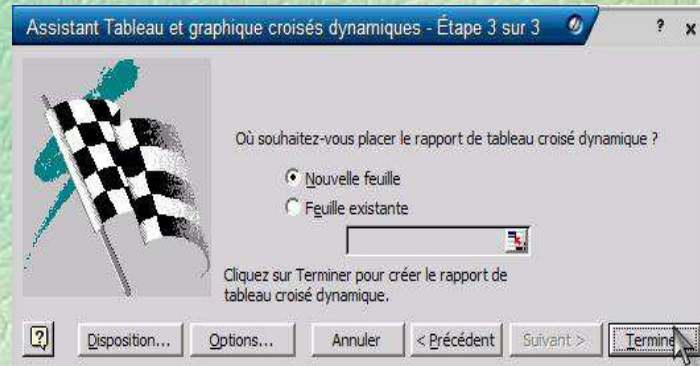 Assistant Tableau et graphique croisés dynamiques - Étape 3 sur 3
? x
Où souhaitez-vous placer le rapport de tableau croisé dynamique ?
Nouvelle feuille
Feuille existante
Cliquez sur Terminer pour créer le rapport de
tableau croisé dynamique.
? Disposition... Options... Annuler < Précédent Suivant > Termine